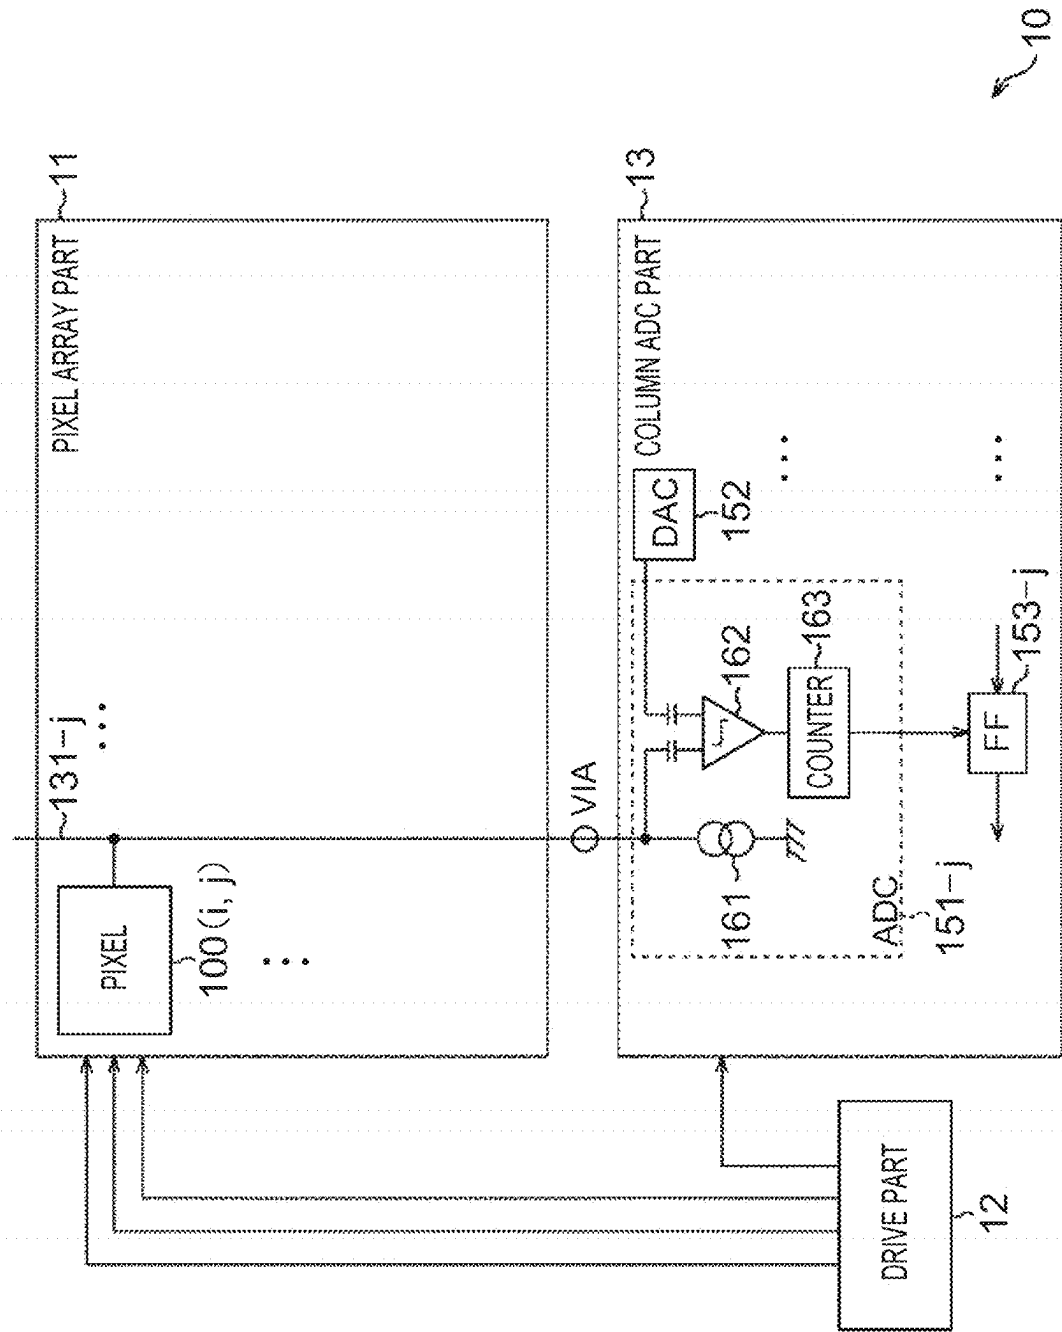 10
11
PIXEL ARRAY PART
131-j
PIXEL
100 (i, j)
VIA
13
COLUMN ADC PART
DAC
152
162
163
COUNTER
161
ADC
151-j
FF
153-j
DRIVE PART
12